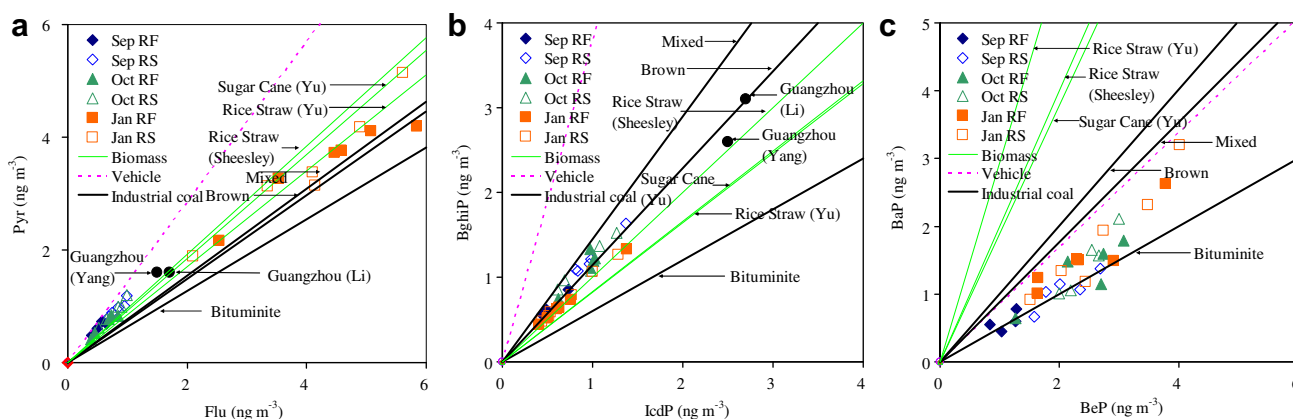 a
Pyr (ng m-3)
6
4
2
0
0
2
4
6
Flu (ng m-3)
Sep RF
Sep RS
Oct RF
Oct RS
Jan RF
Jan RS
Biomass
Vehicle
Industrial coal
Sugar Cane (Yu)
Rice Straw (Yu)
Rice Straw
(Sheesley)
Mixed
Brown
Guangzhou
(Yang)
Guangzhou (Li)
Bituminite
b
BghiP (ng m-3)
4
3
2
1
0
0
1
2
3
4
IcdP (ng m-3)
Sep RF
Sep RS
Oct RF
Oct RS
Jan RF
Jan RS
Biomass
Vehicle
Industrial coal
Mixed
Brown
Guangzhou
(Li)
Rice Straw
(Sheesley)
Guangzhou
(Yang)
Sugar Cane
(Yu)
Rice Straw (Yu)
Bituminite
c
BaP (ng m-3)
5
4
3
2
1
0
0
2
4
6
BeP (ng m-3)
Sep RF
Sep RS
Oct RF
Oct RS
Jan RF
Jan RS
Biomass
Vehicle
Industrial coal
Rice Straw (Yu)
Rice Straw
(Sheesley)
Sugar Cane (Yu)
Mixed
Brown
Bituminite